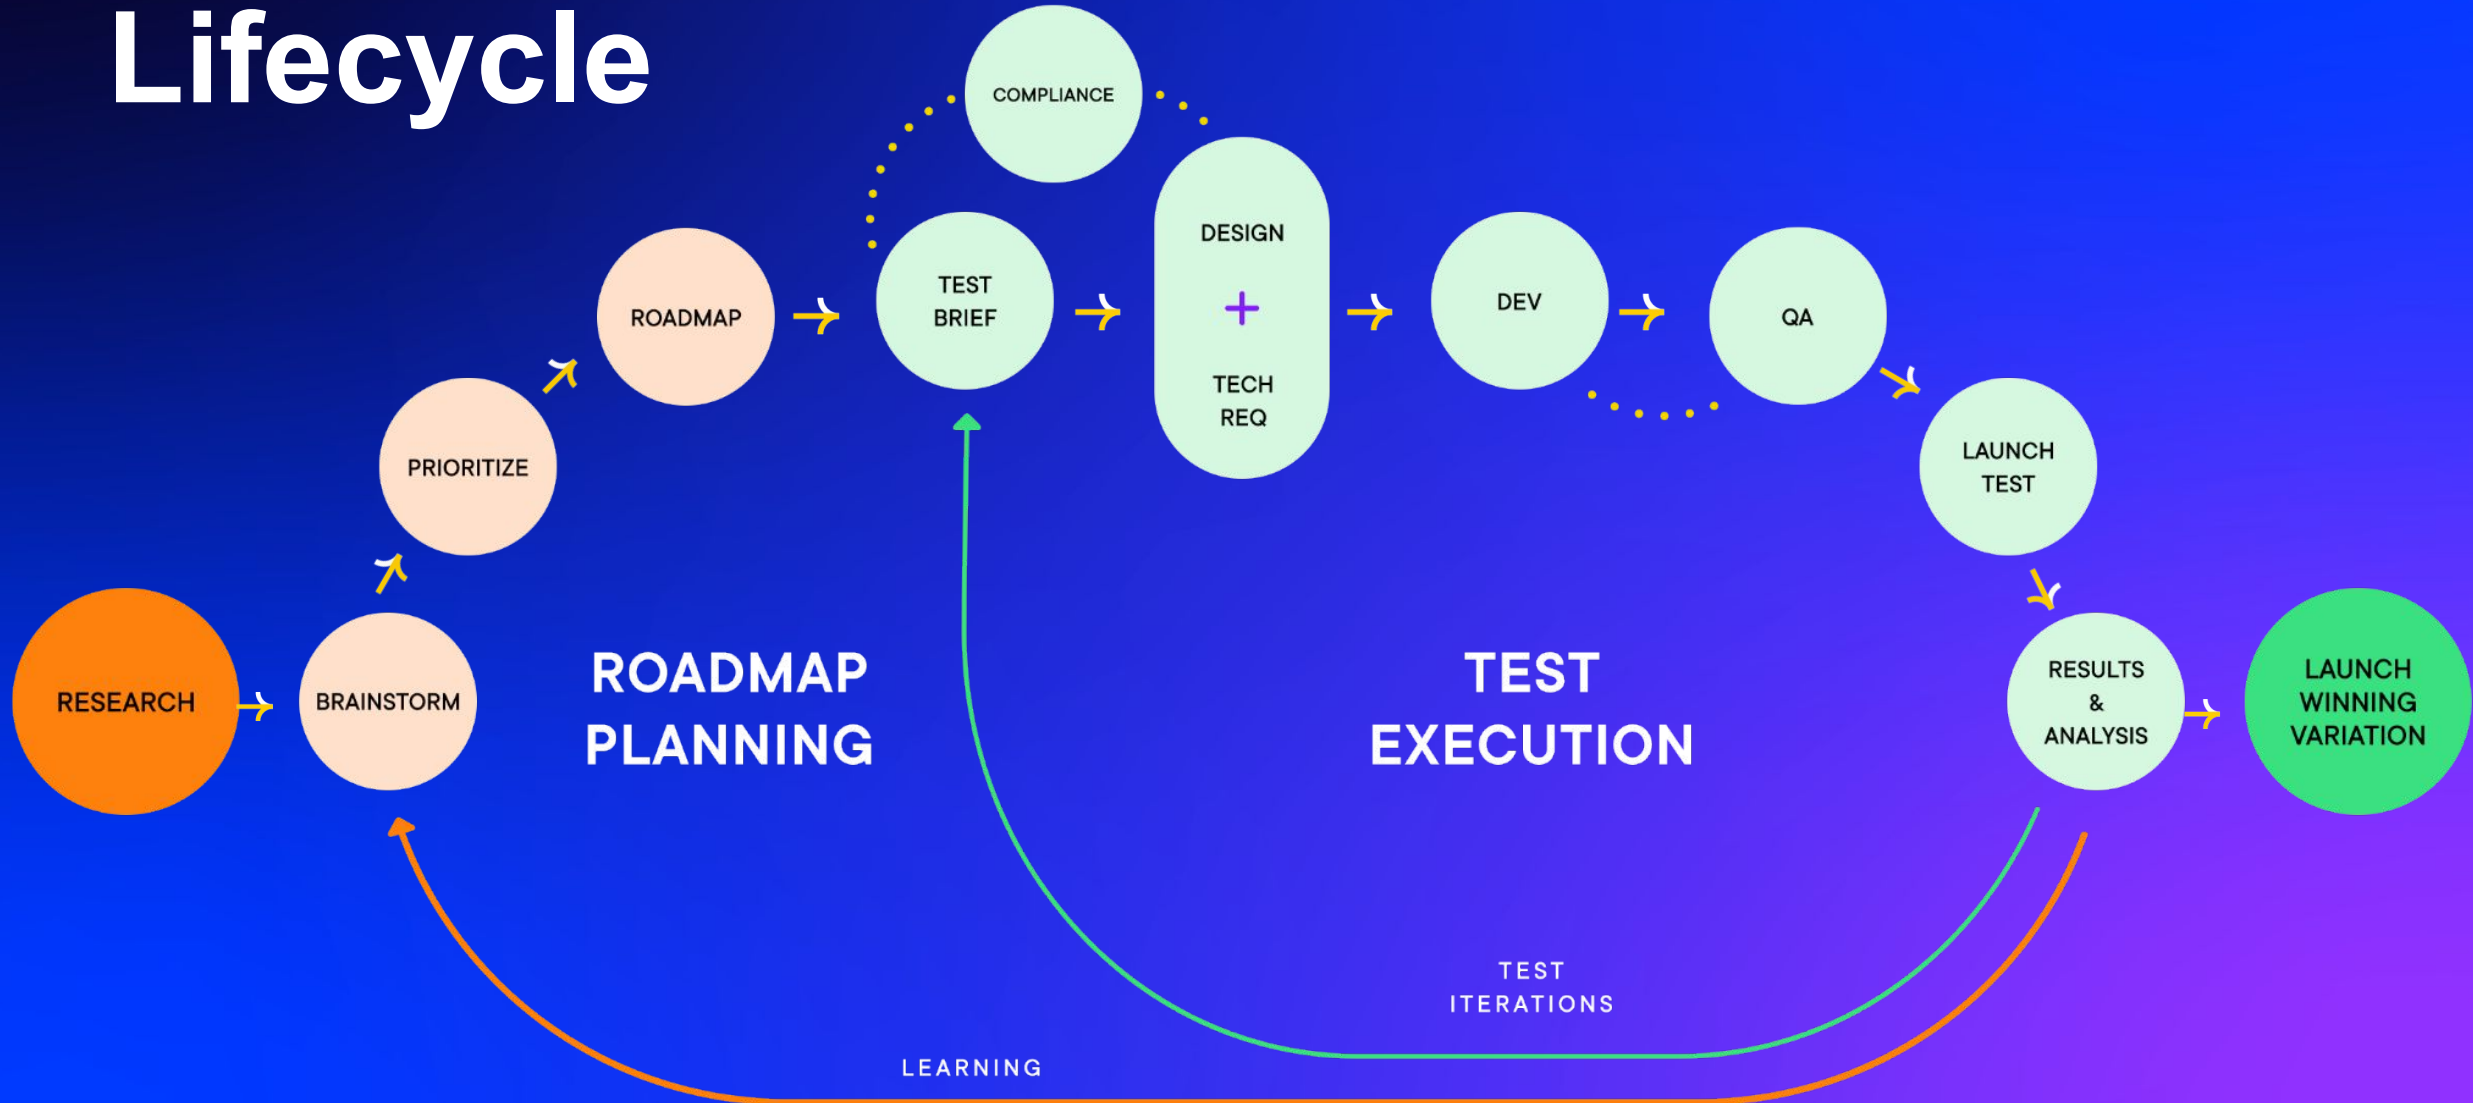 Lifecycle
COMPLIANCE
DESIGN
+
TECH
REQ
TEST
BRIEF
ROADMAP
DEV
QA
PRIORITIZE
LAUNCH
TEST
RESEARCH
BRAINSTORM
ROADMAP
PLANNING
TEST
EXECUTION
RESULTS
&
ANALYSIS
LAUNCH
WINNING
VARIATION
TEST
ITERATIONS
LEARNING